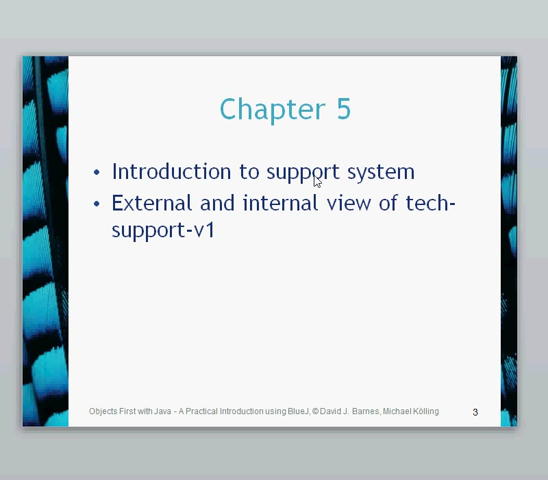 Chapter 5
• Introduction to support system
• External and internal view of tech-
support-v1
Objects First with Java - A Practical Introduction using BlueJ, © David J. Barnes, Michael Kölling
3